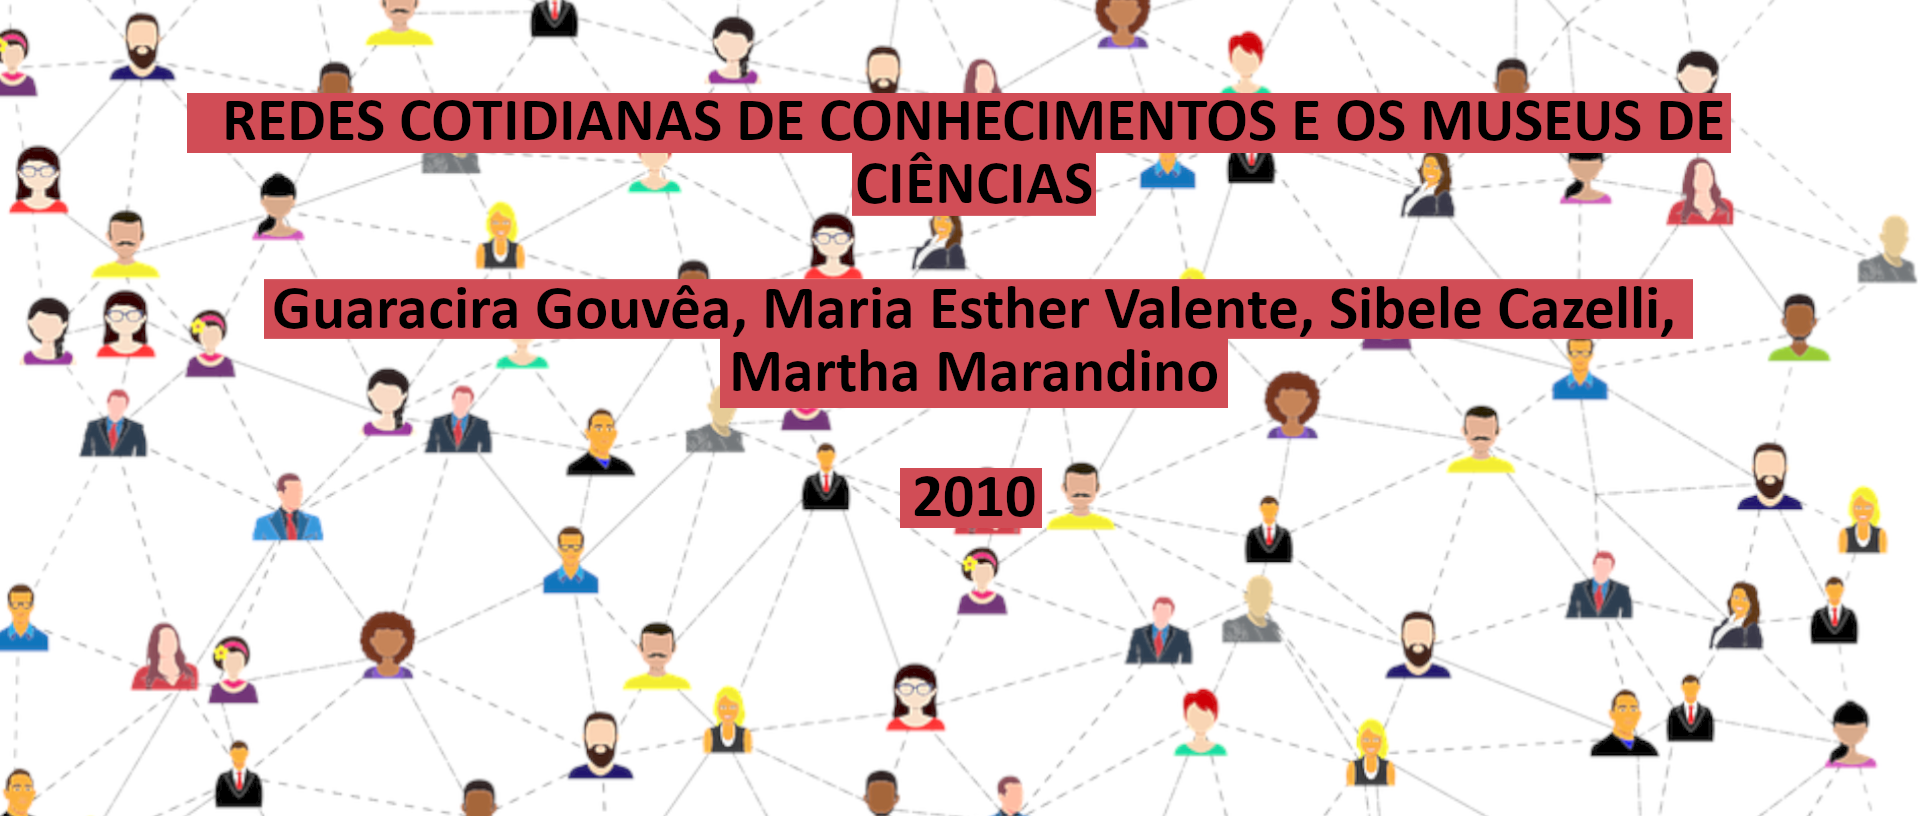 REDES COTIDIANAS DE CONHECIMENTOS E OS MUSEUS DE
CIÊNCIAS
Guaracira Gouvêa, Maria Esther Valente, Sibele Cazelli,
Martha Marandino
2010